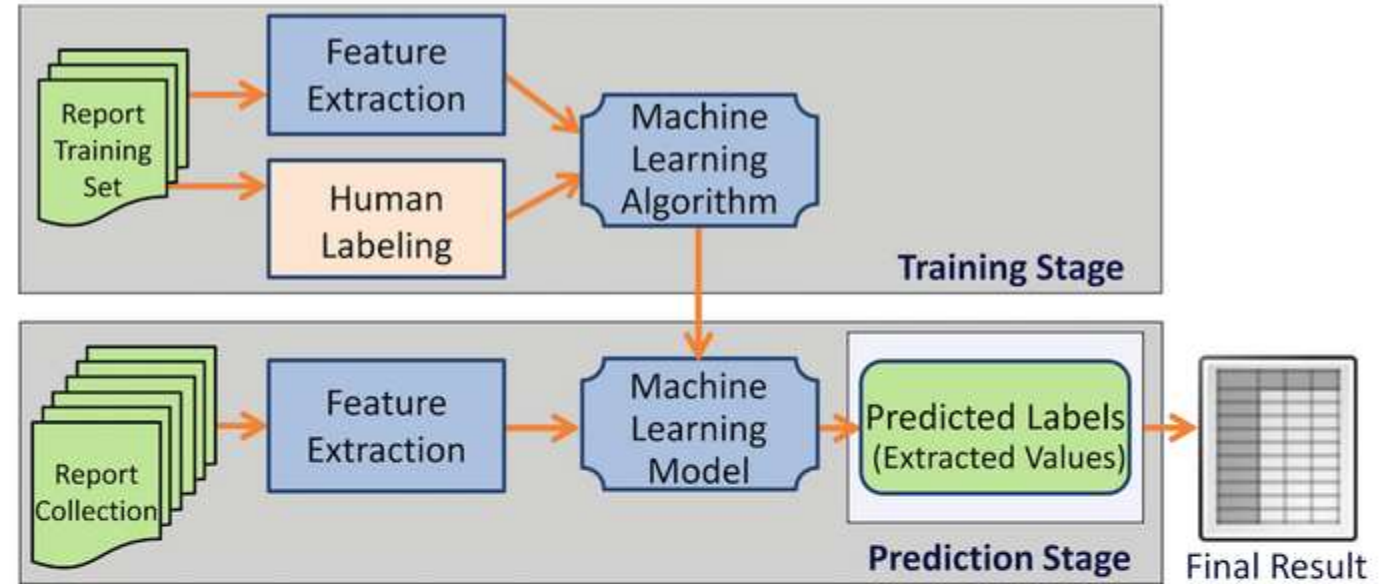 Report
Training
Set
Feature
Extraction
Human
Labeling
Machine
Learning
Algorithm
Training Stage
Report
Collection
Feature
Extraction
Machine
Learning
Model
Predicted Labels
(Extracted Values)
Prediction Stage
Final Result